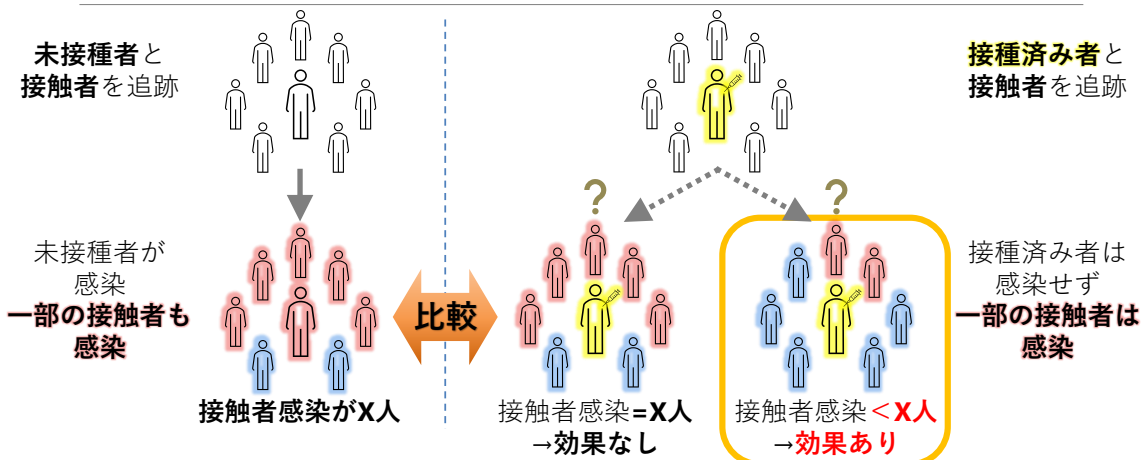 未接種者と
接触者を追跡
接種済み者と
接触者を追跡
?
?
未接種者が
感染
一部の接触者も
感染
比較
接種済み者は
感染せず
一部の接触者は
感染
接触者感染がX人
接触者感染=X人
→効果なし
接触者感染<X人
→効果あり